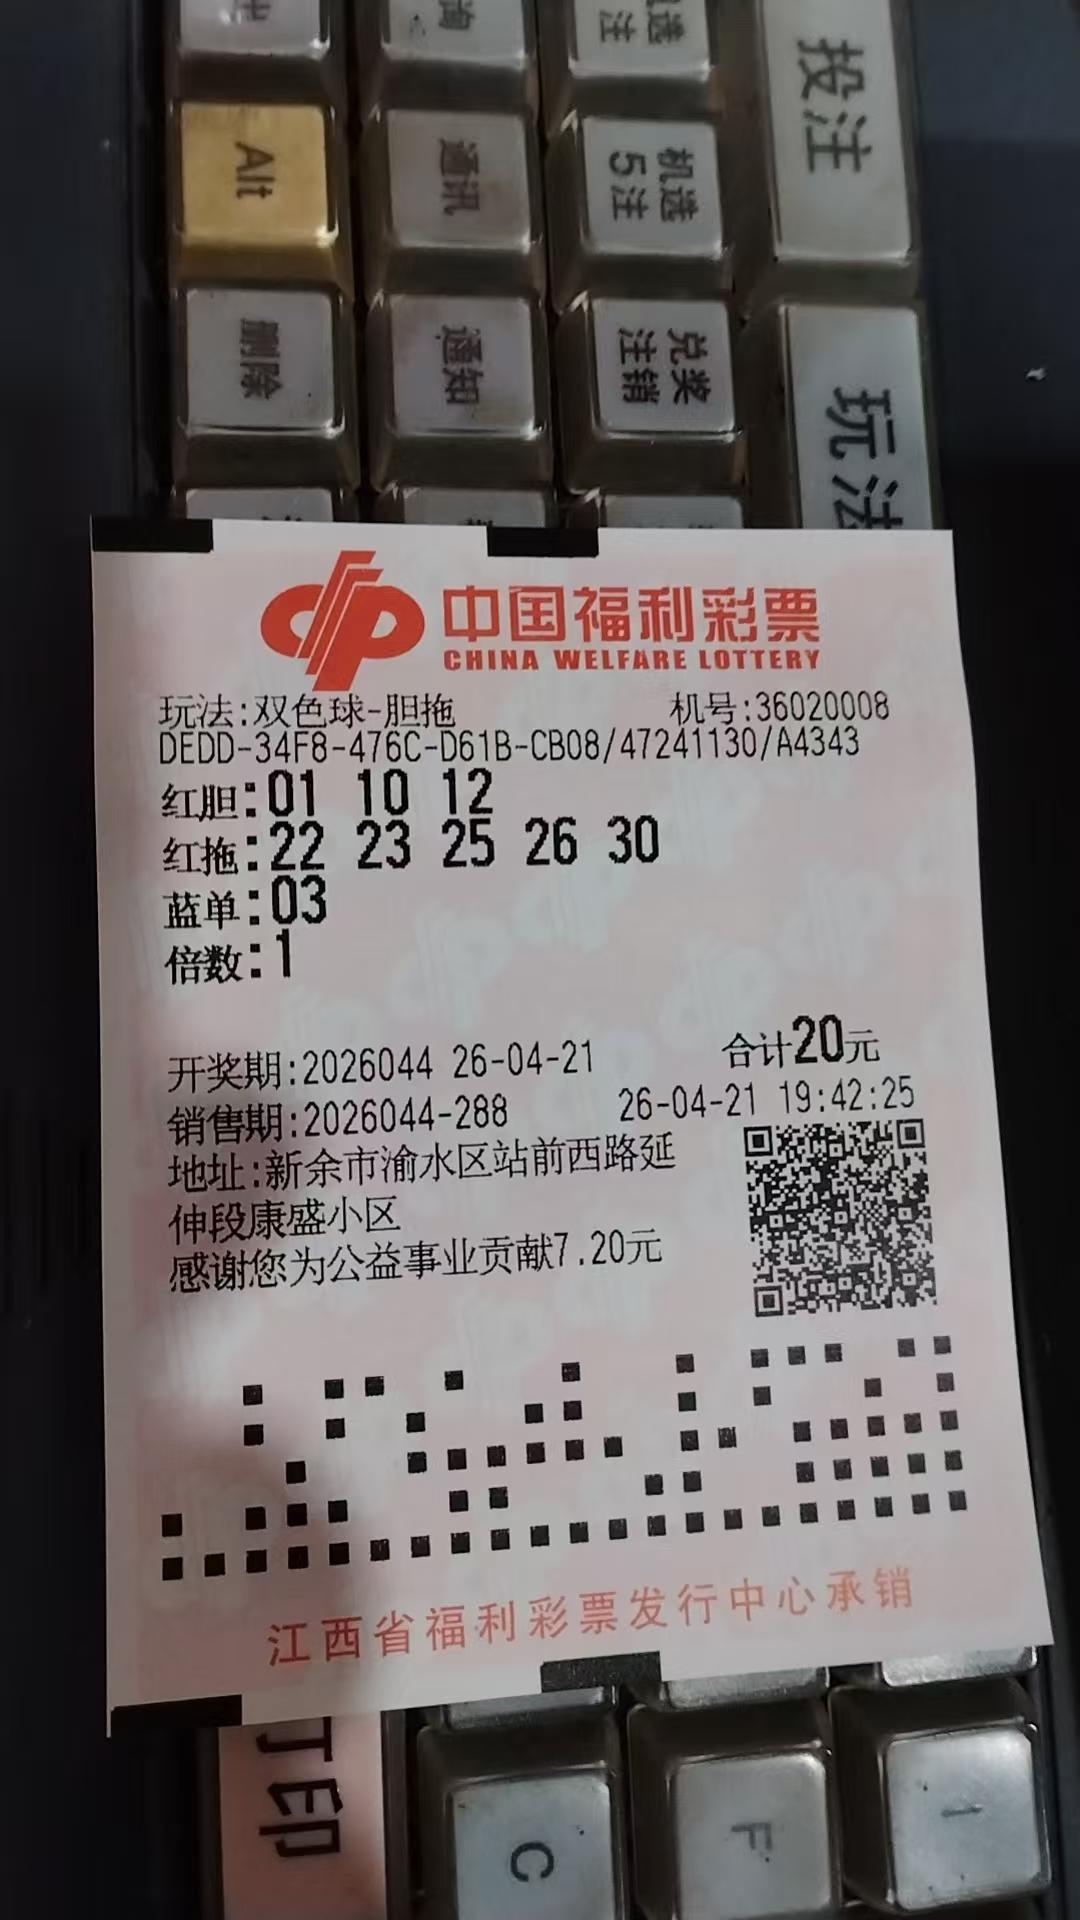 询
机选
注
投注
Alt
通讯
机选
5注
删除
通知
兑奖
注销
玩法
中国福利彩票
CHINA WELFARE LOTTERY
玩法:双色球-胆拖 机号:36020008
DEDD-34F8-476C-D61B-CB08/47241130/A4343
红胆:01 10 12
红拖:22 23 25 26 30
蓝单:03
倍数:1
开奖期:2026044 26-04-21 合计20元
销售期:2026044-288 26-04-21 19:42:25
地址:新余市渝水区站前西路延
伸段康盛小区
感谢您为公益事业贡献7.20元
江西省福利彩票发行中心承销
打印
C
F
I